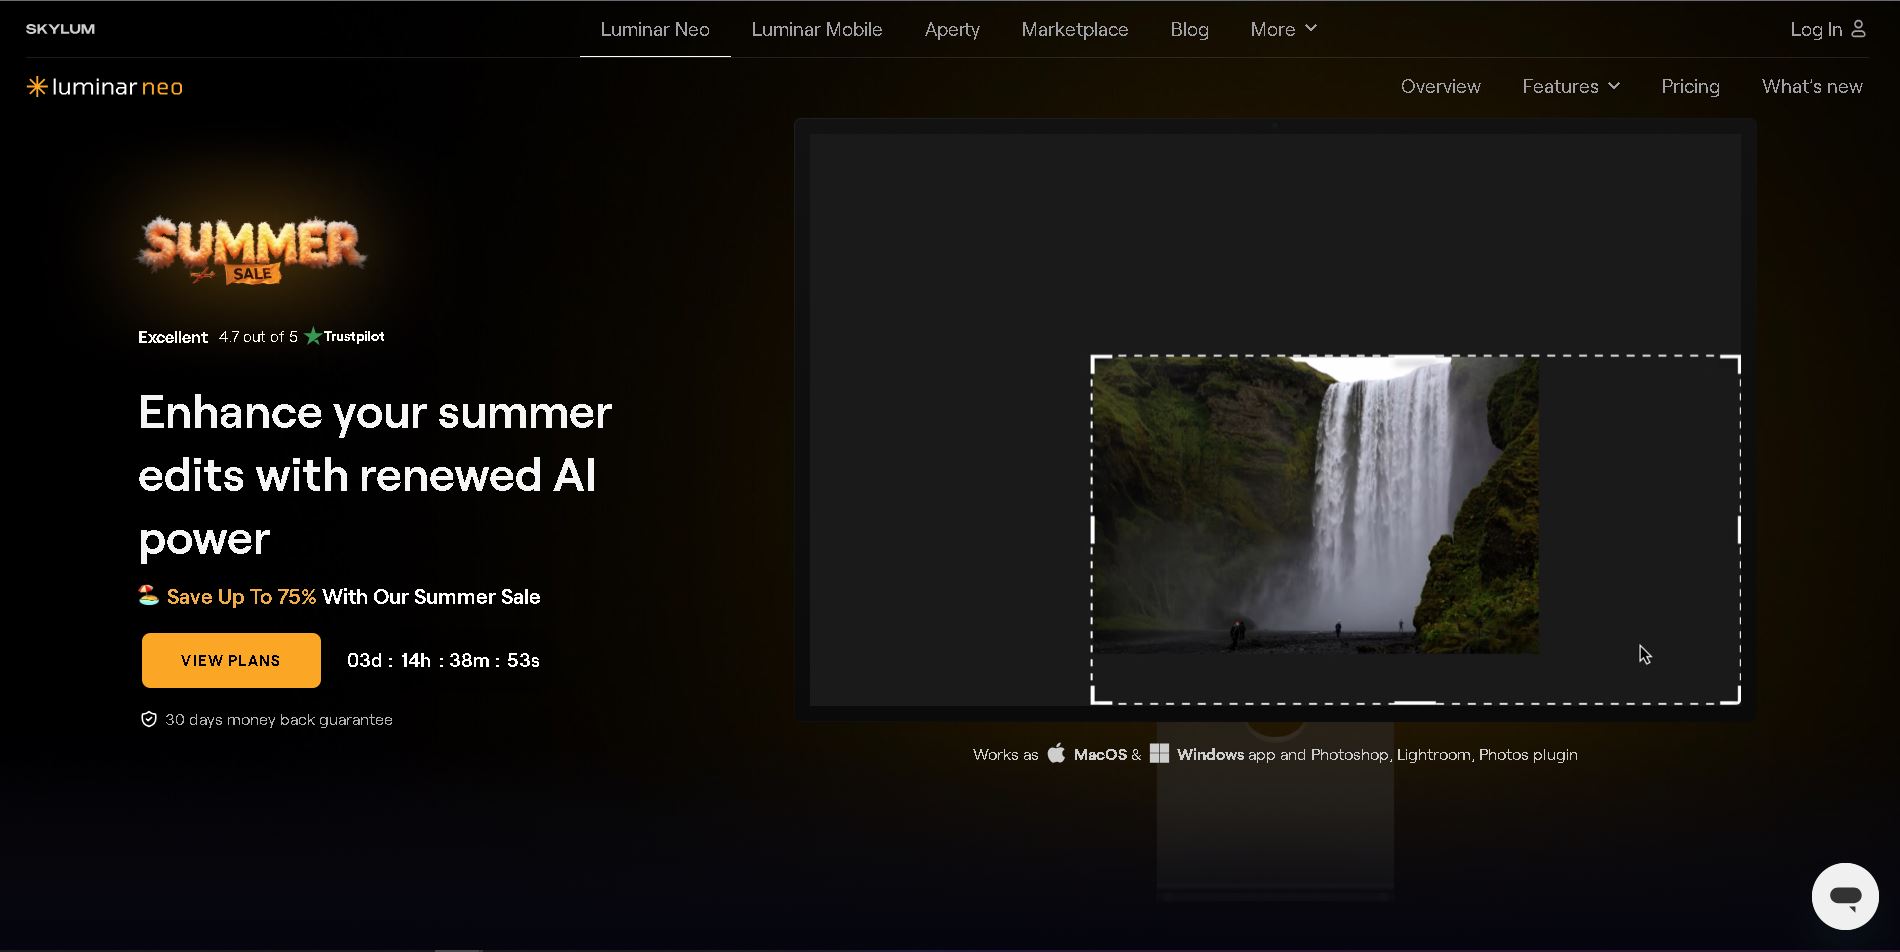 SKYLUM
Luminar Neo
Luminar Mobile
Aperty
Marketplace
Blog
More
Log In
luminar neo
Overview
Features
Pricing
What's new
SUMMER
SALE
Excellent 4.7 out of 5 Trustpilot
Enhance your summer
edits with renewed AI
power
Save Up To 75% With Our Summer Sale
VIEW PLANS
03d : 14h : 38m : 53s
30 days money back guarantee
Works as MacOS & Windows app and Photoshop, Lightroom, Photos plugin